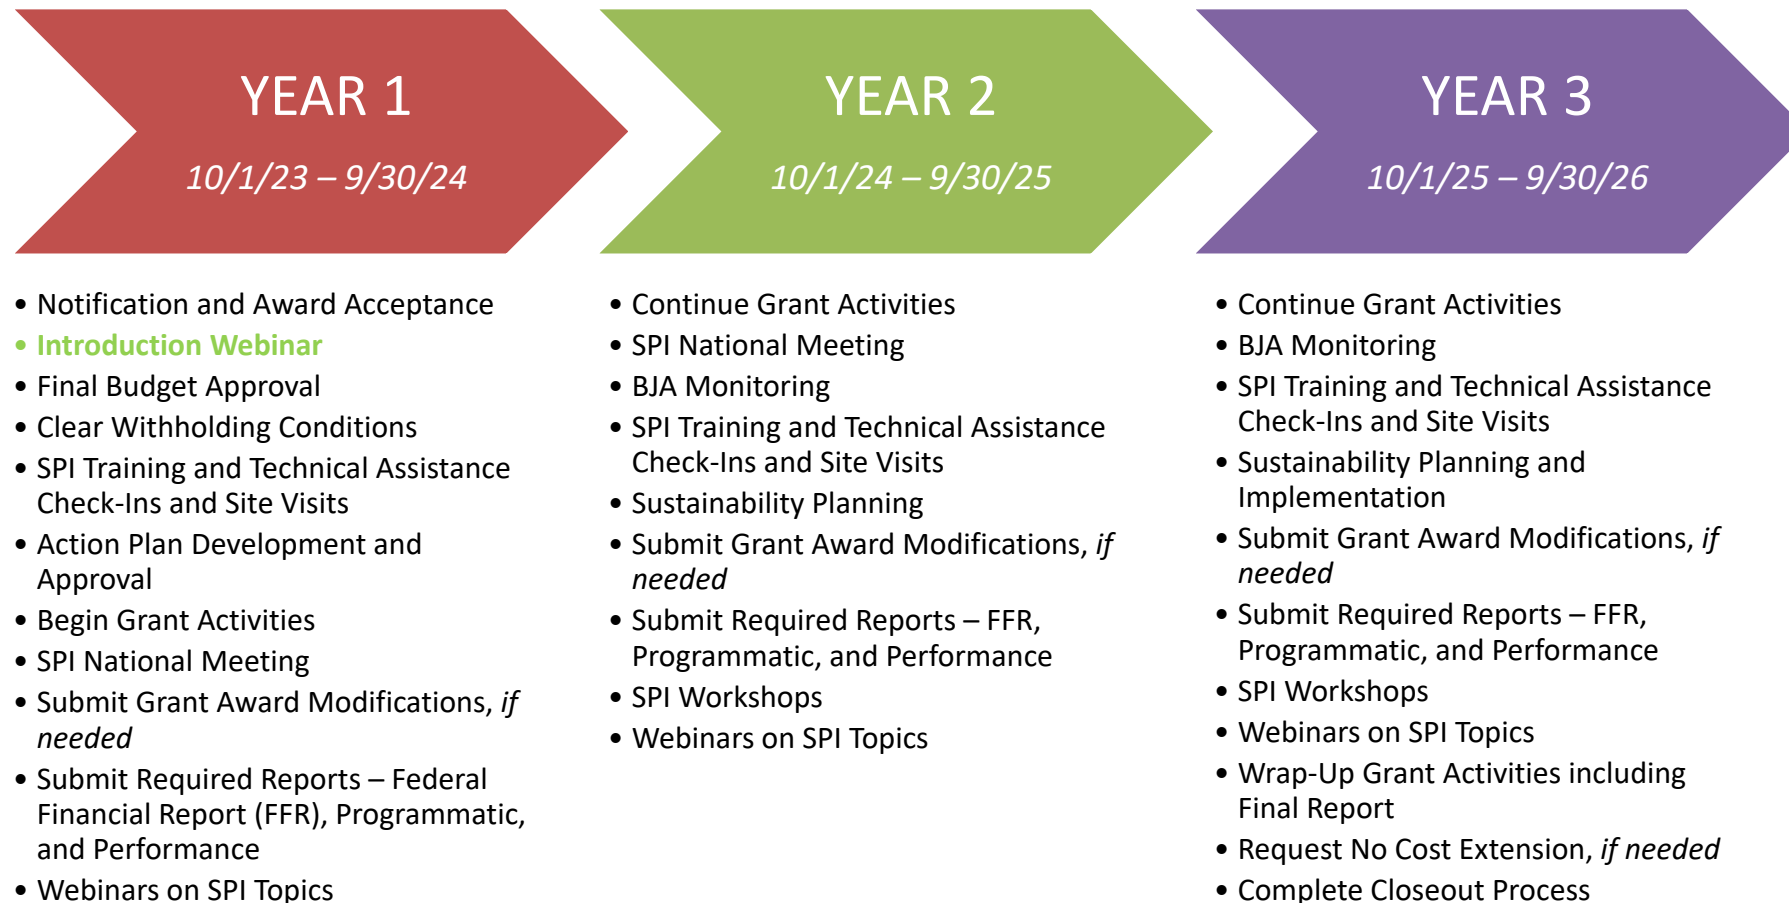 YEAR 1
10/1/23 – 9/30/24
• Notification and Award Acceptance
• Introduction Webinar
• Final Budget Approval
• Clear Withholding Conditions
• SPI Training and Technical Assistance
Check-Ins and Site Visits
• Action Plan Development and
Approval
• Begin Grant Activities
• SPI National Meeting
• Submit Grant Award Modifications, if
needed
• Submit Required Reports – Federal
Financial Report (FFR), Programmatic,
and Performance
• Webinars on SPI Topics
YEAR 2
10/1/24 – 9/30/25
• Continue Grant Activities
• SPI National Meeting
• BJA Monitoring
• SPI Training and Technical Assistance
Check-Ins and Site Visits
• Sustainability Planning
• Submit Grant Award Modifications, if
needed
• Submit Required Reports – FFR,
Programmatic, and Performance
• SPI Workshops
• Webinars on SPI Topics
YEAR 3
10/1/25 – 9/30/26
• Continue Grant Activities
• BJA Monitoring
• SPI Training and Technical Assistance
Check-Ins and Site Visits
• Sustainability Planning and
Implementation
• Submit Grant Award Modifications, if
needed
• Submit Required Reports – FFR,
Programmatic, and Performance
• SPI Workshops
• Webinars on SPI Topics
• Wrap-Up Grant Activities including
Final Report
• Request No Cost Extension, if needed
• Complete Closeout Process